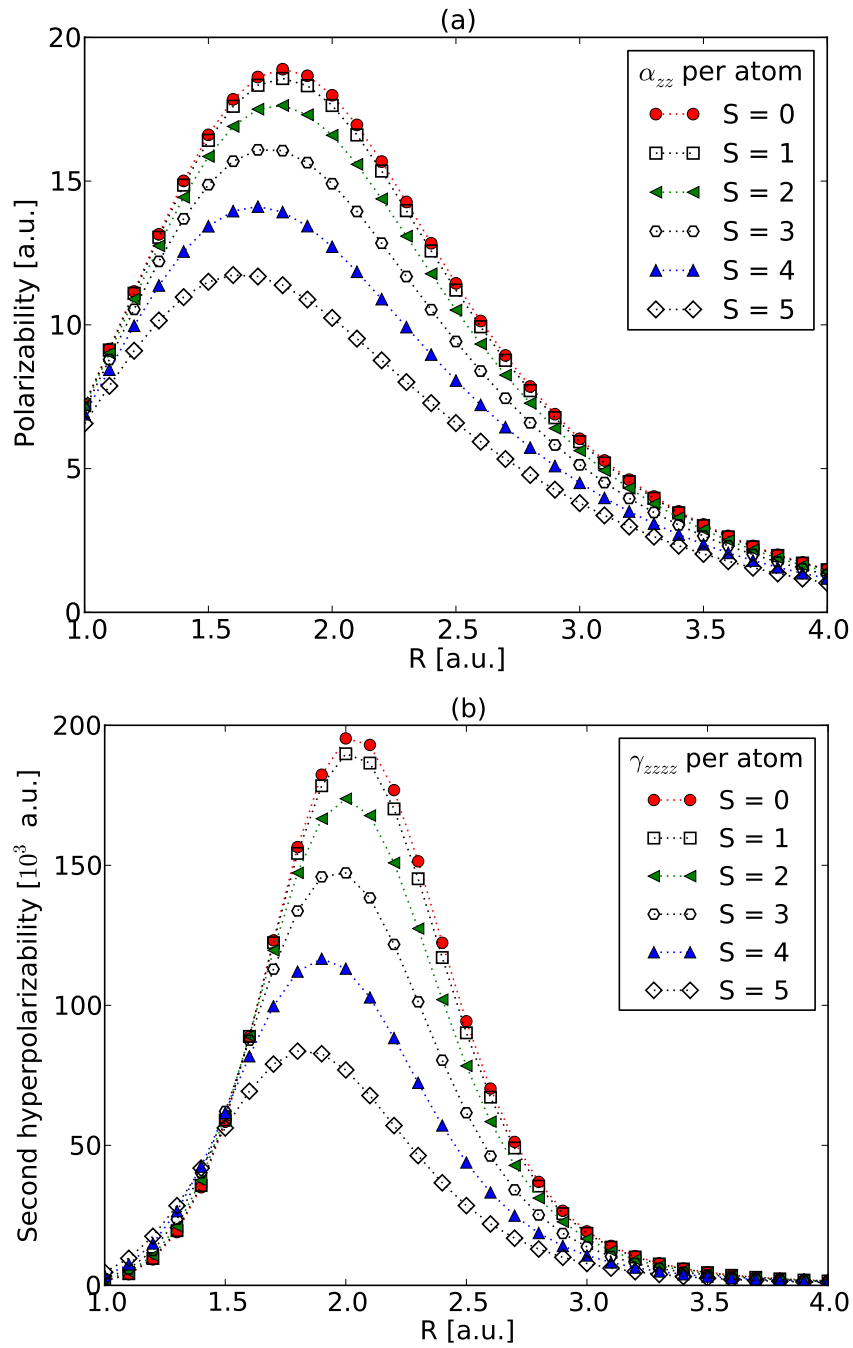 (a)
20
15
10
5
0
Polarizability [a.u.]
α_zz per atom
S = 0
S = 1
S = 2
S = 3
S = 4
S = 5
1.0 1.5 2.0 2.5 3.0 3.5 4.0
R [a.u.]
(b)
200
150
100
50
0
Second hyperpolarizability [10³ a.u.]
γ_zzzz per atom
S = 0
S = 1
S = 2
S = 3
S = 4
S = 5
1.0 1.5 2.0 2.5 3.0 3.5 4.0
R [a.u.]